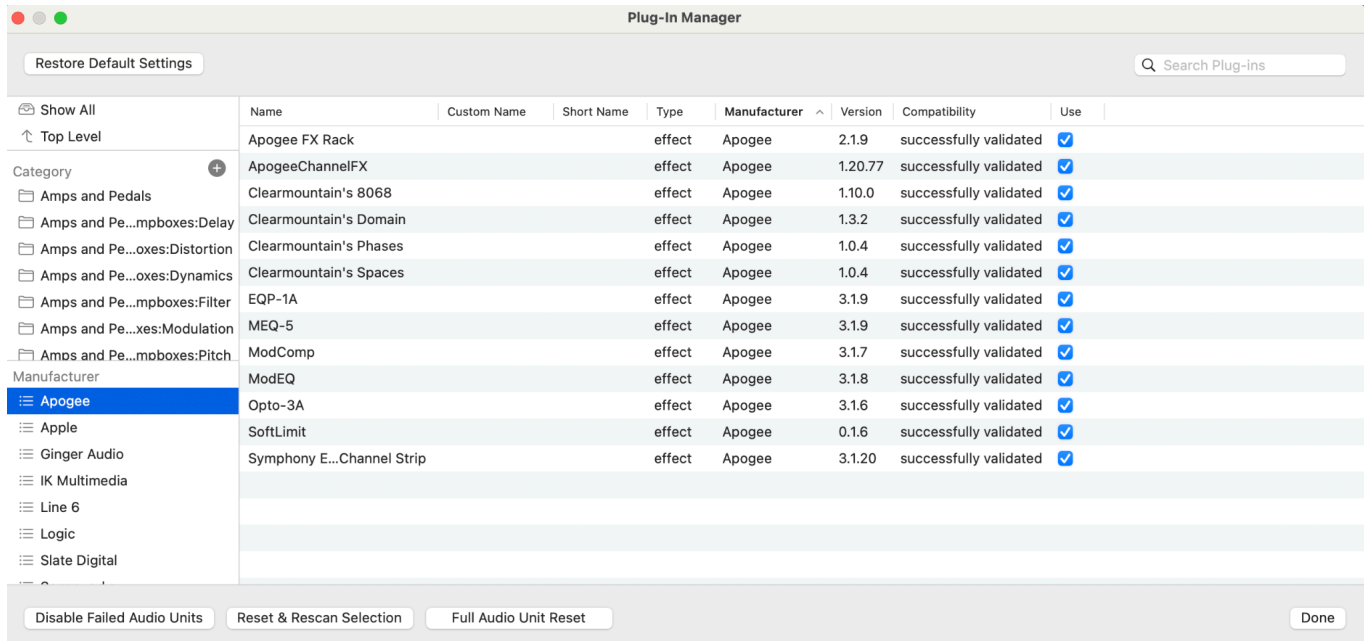 Plug-In Manager
Restore Default Settings
Search Plug-ins
Show All
Top Level
Category
Amps and Pedals
Amps and Pe...mpboxes:Delay
Amps and Pe...oxes:Distortion
Amps and Pe...oxes:Dynamics
Amps and Pe...mpboxes:Filter
Amps and Pe...xes:Modulation
Amps and Pe...mpboxes:Pitch
Manufacturer
Apogee
Apple
Ginger Audio
IK Multimedia
Line 6
Logic
Slate Digital
Name Custom Name Short Name Type Manufacturer Version Compatibility Use
Apogee FX Rack effect Apogee 2.1.9 successfully validated
ApogeeChannelFX effect Apogee 1.20.77 successfully validated
Clearmountain's 8068 effect Apogee 1.10.0 successfully validated
Clearmountain's Domain effect Apogee 1.3.2 successfully validated
Clearmountain's Phases effect Apogee 1.0.4 successfully validated
Clearmountain's Spaces effect Apogee 1.0.4 successfully validated
EQP-1A effect Apogee 3.1.9 successfully validated
MEQ-5 effect Apogee 3.1.9 successfully validated
ModComp effect Apogee 3.1.7 successfully validated
ModEQ effect Apogee 3.1.8 successfully validated
Opto-3A effect Apogee 3.1.6 successfully validated
SoftLimit effect Apogee 0.1.6 successfully validated
Symphony E...Channel Strip effect Apogee 3.1.20 successfully validated
Disable Failed Audio Units Reset & Rescan Selection Full Audio Unit Reset Done